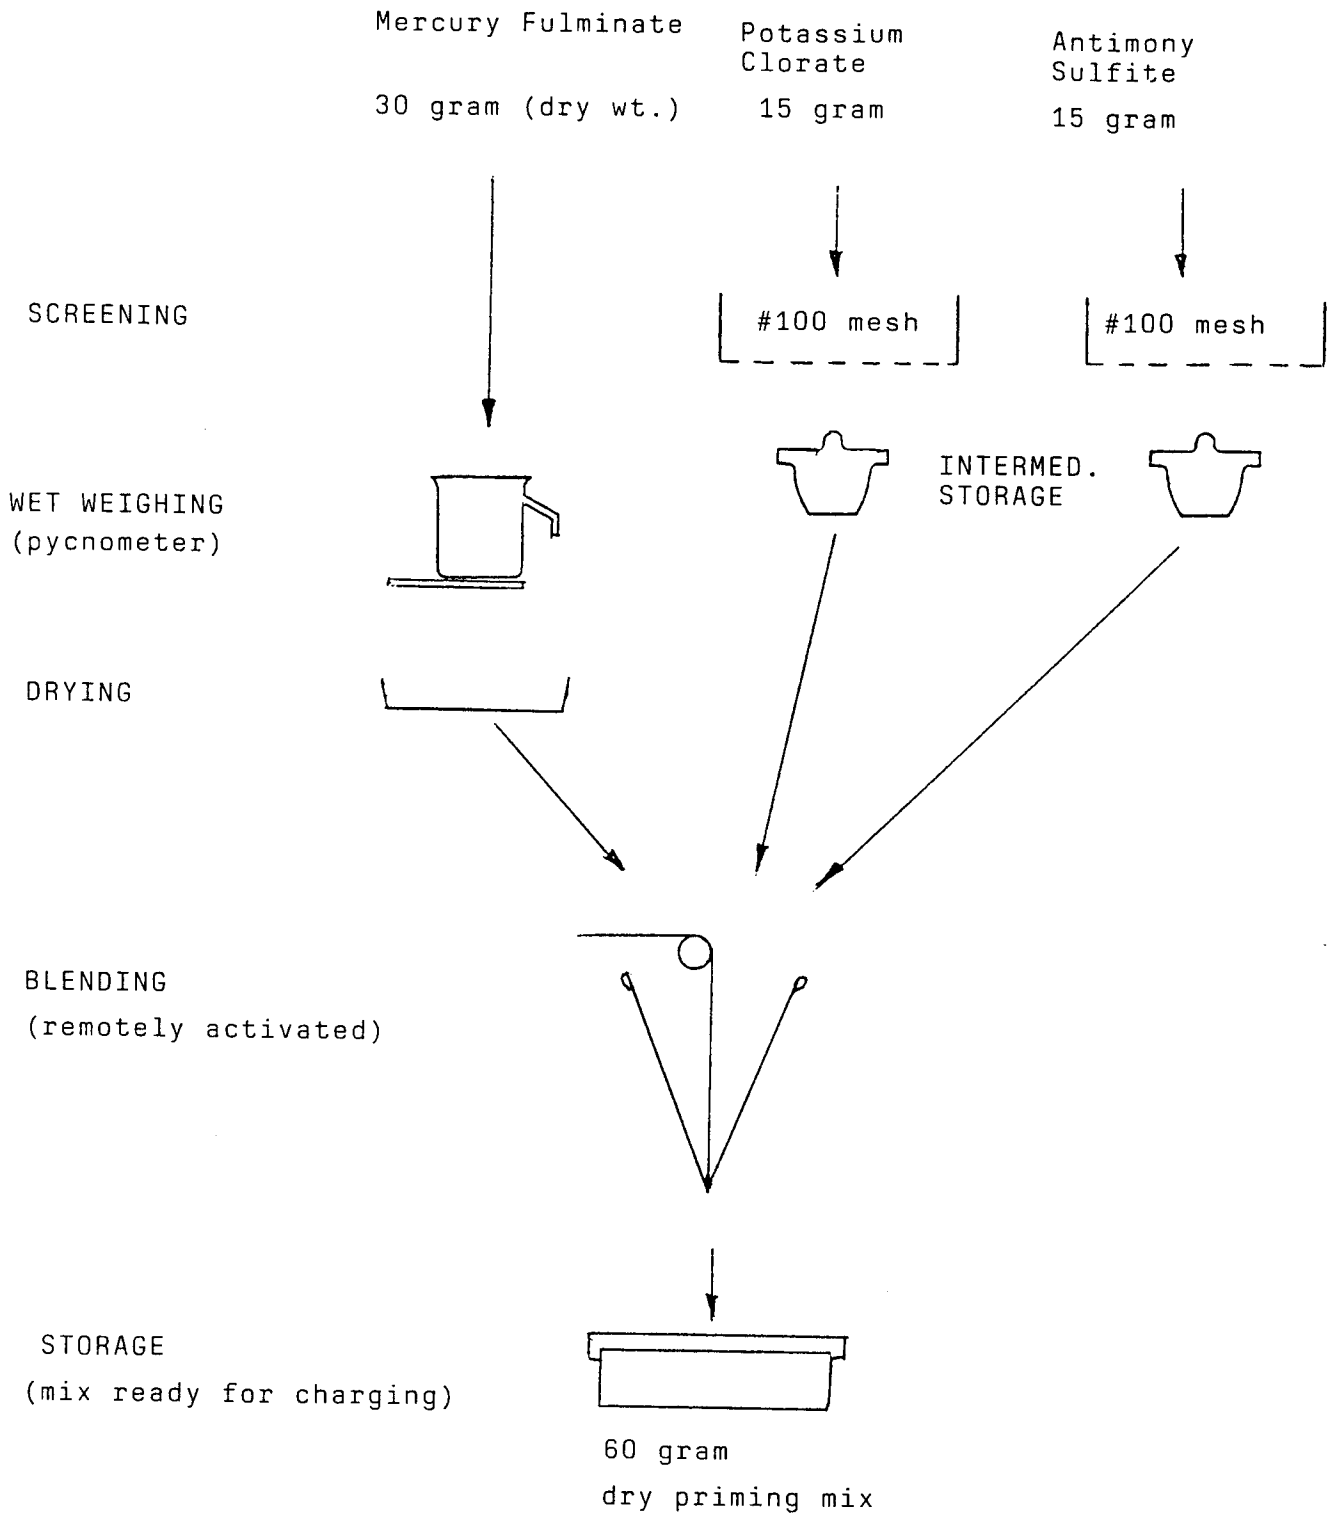 Mercury Fulminate
Potassium
Clorate
Antimony
Sulfite
30 gram (dry wt.)
15 gram
15 gram
SCREENING
#100 mesh
#100 mesh
WET WEIGHING
(pycnometer)
INTERMED.
STORAGE
DRYING
BLENDING
(remotely activated)
STORAGE
(mix ready for charging)
60 gram
dry priming mix